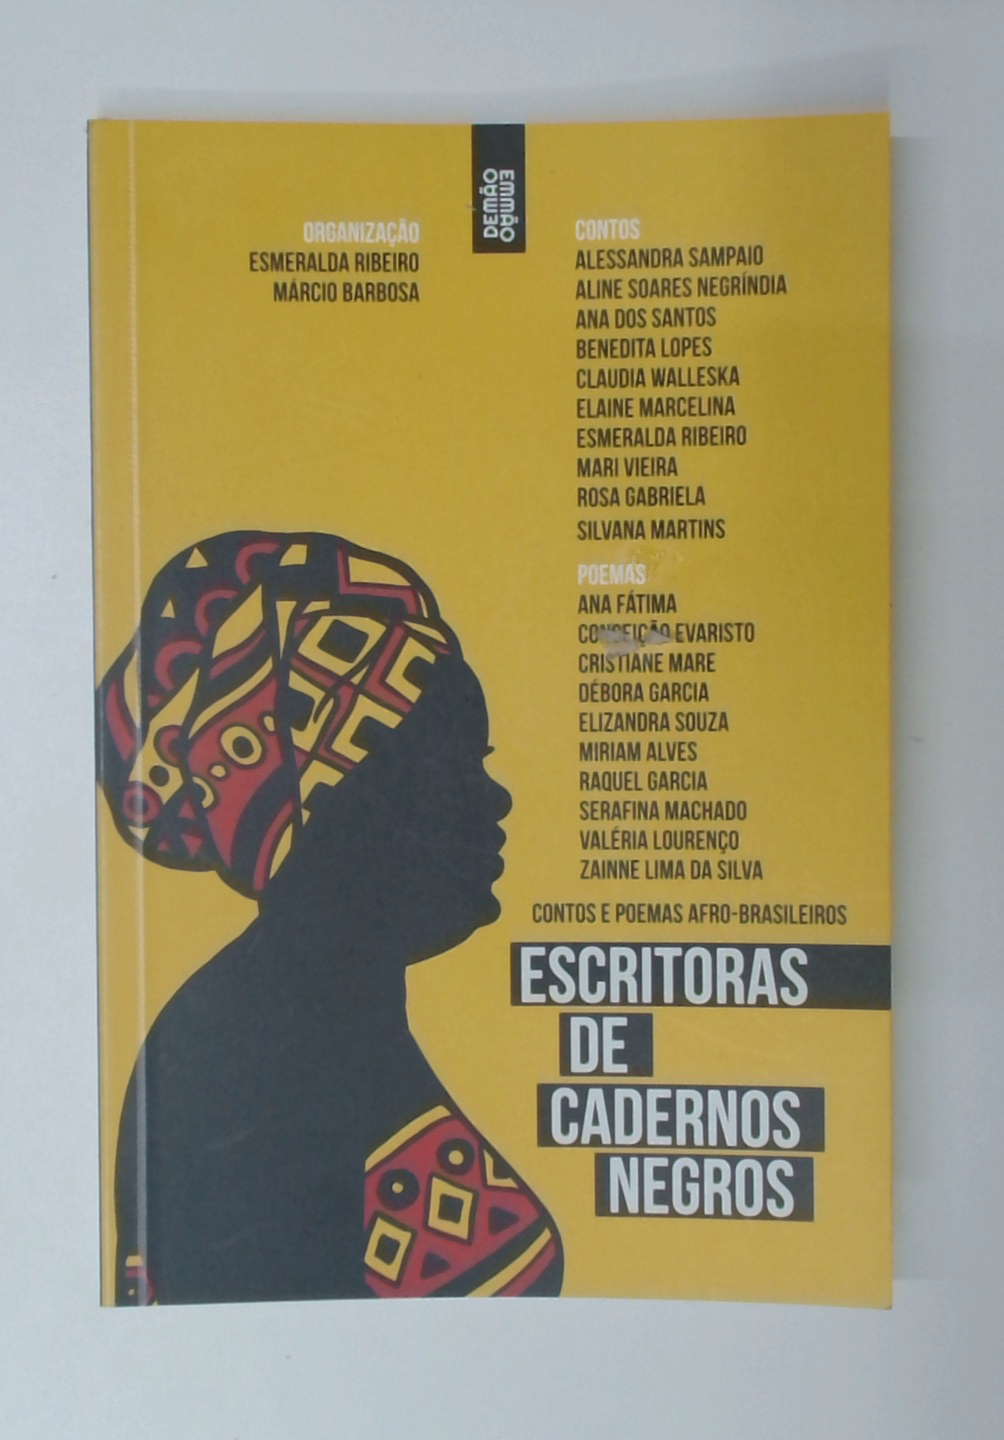 DE MÃO
EM MÃO
ORGANIZAÇÃO
ESMERALDA RIBEIRO
MÁRCIO BARBOSA
CONTOS
ALESSANDRA SAMPAIO
ALINE SOARES NEGRÍNDIA
ANA DOS SANTOS
BENEDITA LOPES
CLAUDIA WALLESKA
ELAINE MARCELINA
ESMERALDA RIBEIRO
MARI VIEIRA
ROSA GABRIELA
SILVANA MARTINS
POEMAS
ANA FÁTIMA
CONCEIÇÃO EVARISTO
CRISTIANE MARE
DÉBORA GARCIA
ELIZANDRA SOUZA
MIRIAM ALVES
RAQUEL GARCIA
SERAFINA MACHADO
VALÉRIA LOURENÇO
ZAINNE LIMA DA SILVA
CONTOS E POEMAS AFRO-BRASILEIROS
ESCRITORAS
DE
CADERNOS
NEGROS